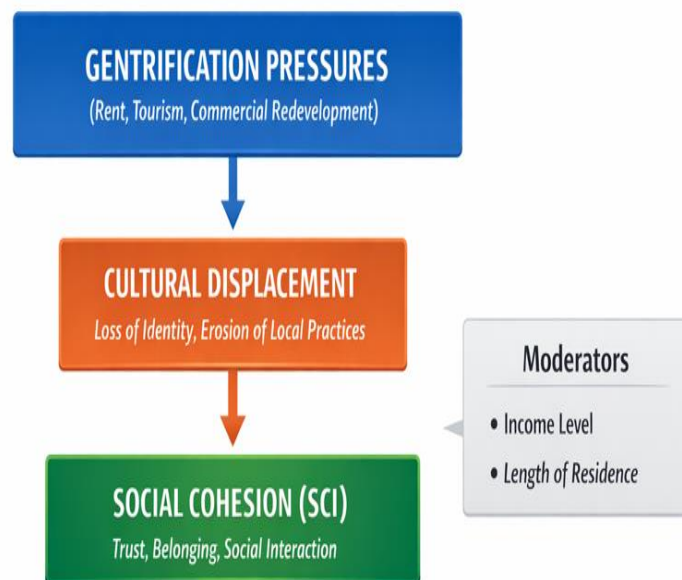 GENTRIFICATION PRESSURES
(Rent, Tourism, Commercial Redevelopment)
CULTURAL DISPLACEMENT
Loss of Identity, Erosion of Local Practices
Moderators
• Income Level
• Length of Residence
SOCIAL COHESION (SCI)
Trust, Belonging, Social Interaction